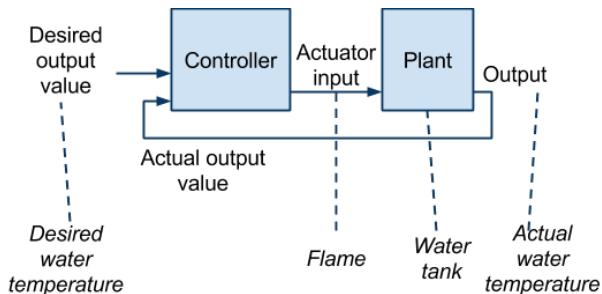 Desired
output
value
Controller
Actuator
input
Plant
Output
Actual output
value
Desired
water
temperature
Flame
Water
tank
Actual
water
temperature